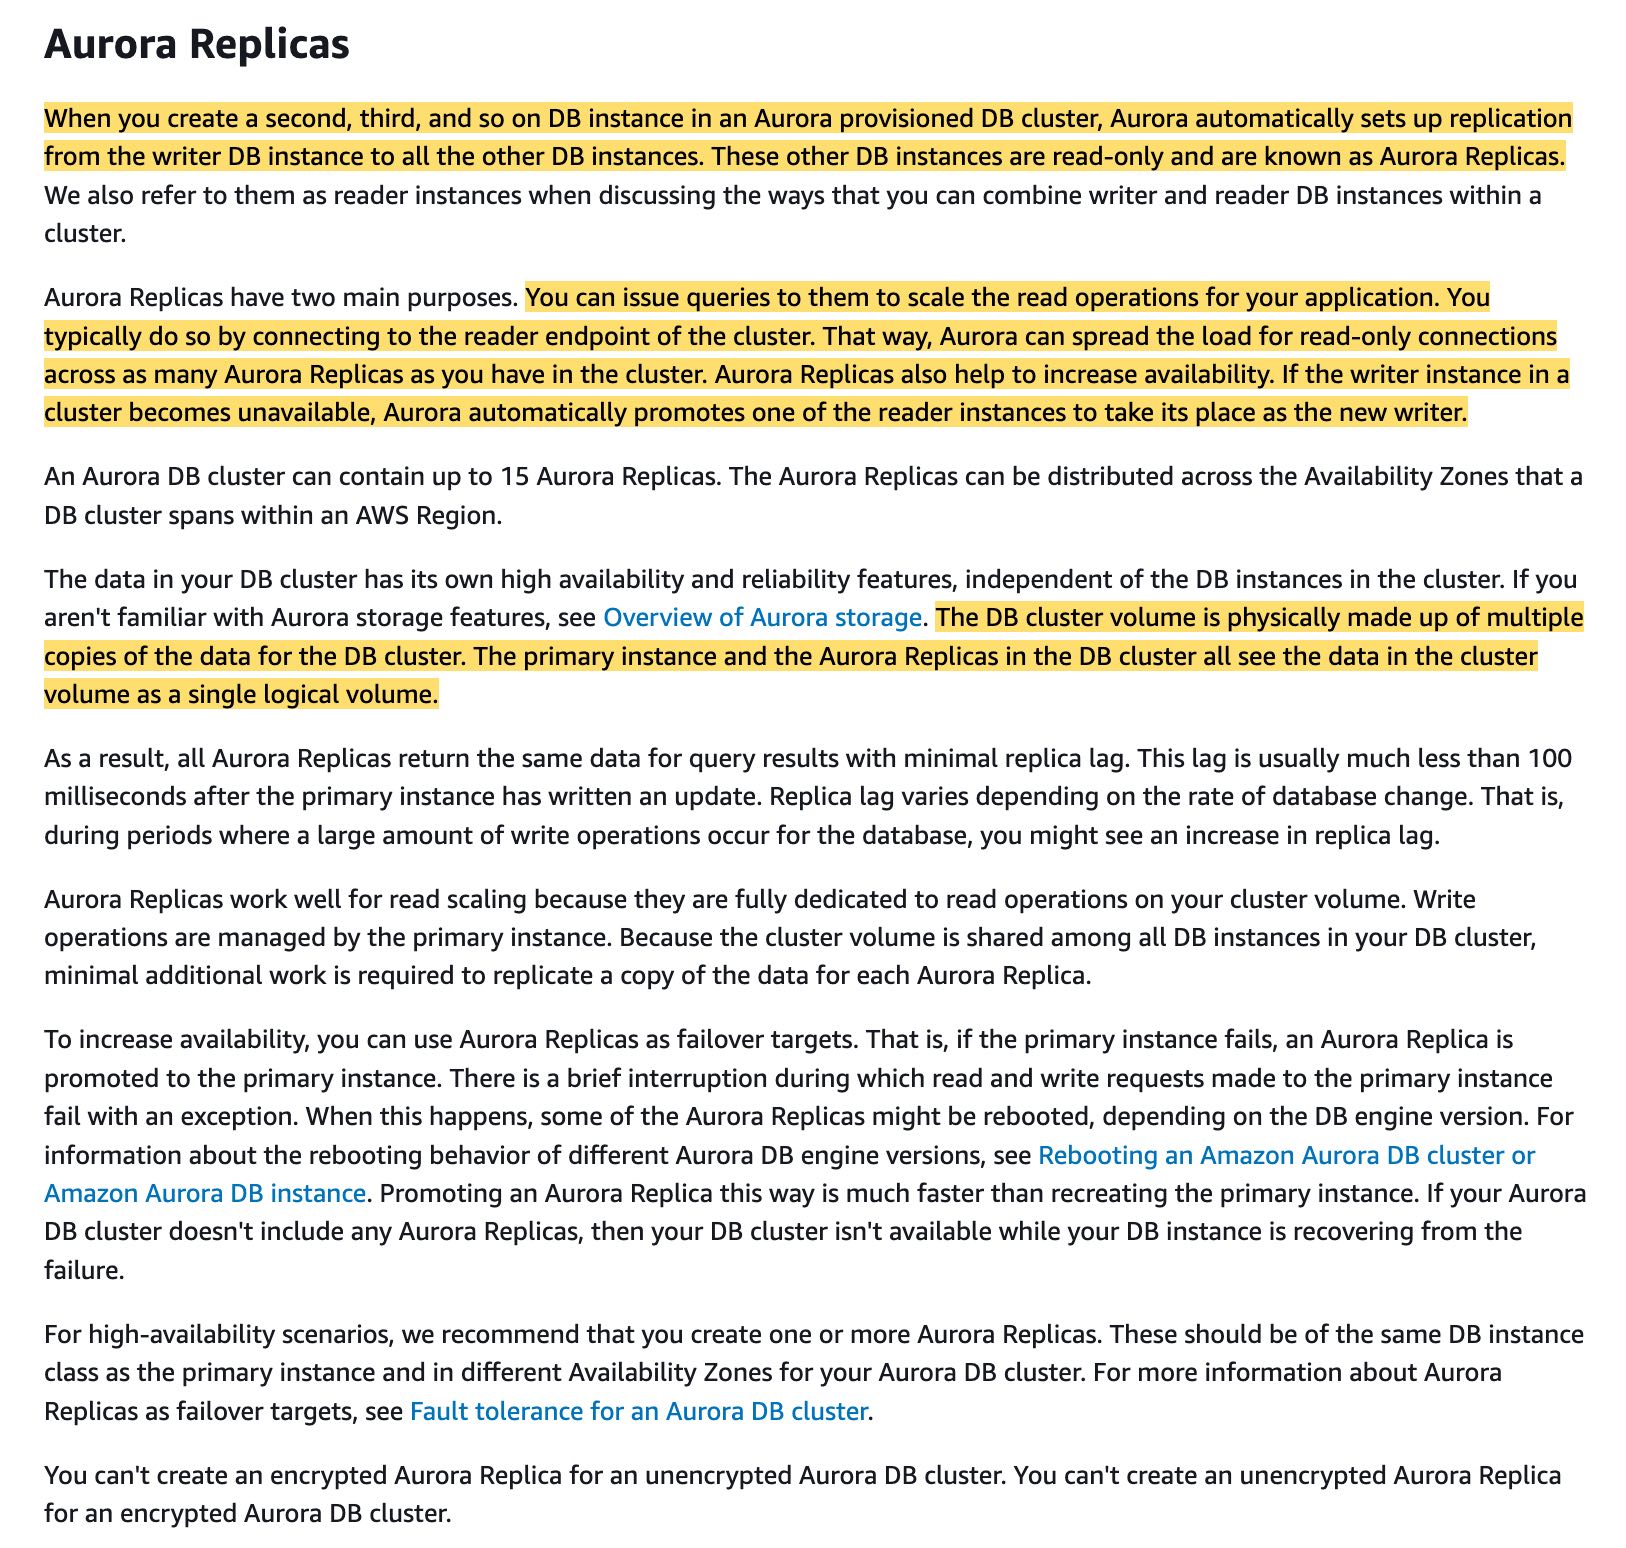 Aurora Replicas
When you create a second, third, and so on DB instance in an Aurora provisioned DB cluster, Aurora automatically sets up replication
from the writer DB instance to all the other DB instances. These other DB instances are read-only and are known as Aurora Replicas.
We also refer to them as reader instances when discussing the ways that you can combine writer and reader DB instances within a
cluster.
Aurora Replicas have two main purposes. You can issue queries to them to scale the read operations for your application. You
typically do so by connecting to the reader endpoint of the cluster. That way, Aurora can spread the load for read-only connections
across as many Aurora Replicas as you have in the cluster. Aurora Replicas also help to increase availability. If the writer instance in a
cluster becomes unavailable, Aurora automatically promotes one of the reader instances to take its place as the new writer.
An Aurora DB cluster can contain up to 15 Aurora Replicas. The Aurora Replicas can be distributed across the Availability Zones that a
DB cluster spans within an AWS Region.
The data in your DB cluster has its own high availability and reliability features, independent of the DB instances in the cluster. If you
aren't familiar with Aurora storage features, see Overview of Aurora storage. The DB cluster volume is physically made up of multiple
copies of the data for the DB cluster. The primary instance and the Aurora Replicas in the DB cluster all see the data in the cluster
volume as a single logical volume.
As a result, all Aurora Replicas return the same data for query results with minimal replica lag. This lag is usually much less than 100
milliseconds after the primary instance has written an update. Replica lag varies depending on the rate of database change. That is,
during periods where a large amount of write operations occur for the database, you might see an increase in replica lag.
Aurora Replicas work well for read scaling because they are fully dedicated to read operations on your cluster volume. Write
operations are managed by the primary instance. Because the cluster volume is shared among all DB instances in your DB cluster,
minimal additional work is required to replicate a copy of the data for each Aurora Replica.
To increase availability, you can use Aurora Replicas as failover targets. That is, if the primary instance fails, an Aurora Replica is
promoted to the primary instance. There is a brief interruption during which read and write requests made to the primary instance
fail with an exception. When this happens, some of the Aurora Replicas might be rebooted, depending on the DB engine version. For
information about the rebooting behavior of different Aurora DB engine versions, see Rebooting an Amazon Aurora DB cluster or
Amazon Aurora DB instance. Promoting an Aurora Replica this way is much faster than recreating the primary instance. If your Aurora
DB cluster doesn't include any Aurora Replicas, then your DB cluster isn't available while your DB instance is recovering from the
failure.
For high-availability scenarios, we recommend that you create one or more Aurora Replicas. These should be of the same DB instance
class as the primary instance and in different Availability Zones for your Aurora DB cluster. For more information about Aurora
Replicas as failover targets, see Fault tolerance for an Aurora DB cluster.
You can't create an encrypted Aurora Replica for an unencrypted Aurora DB cluster. You can't create an unencrypted Aurora Replica
for an encrypted Aurora DB cluster.